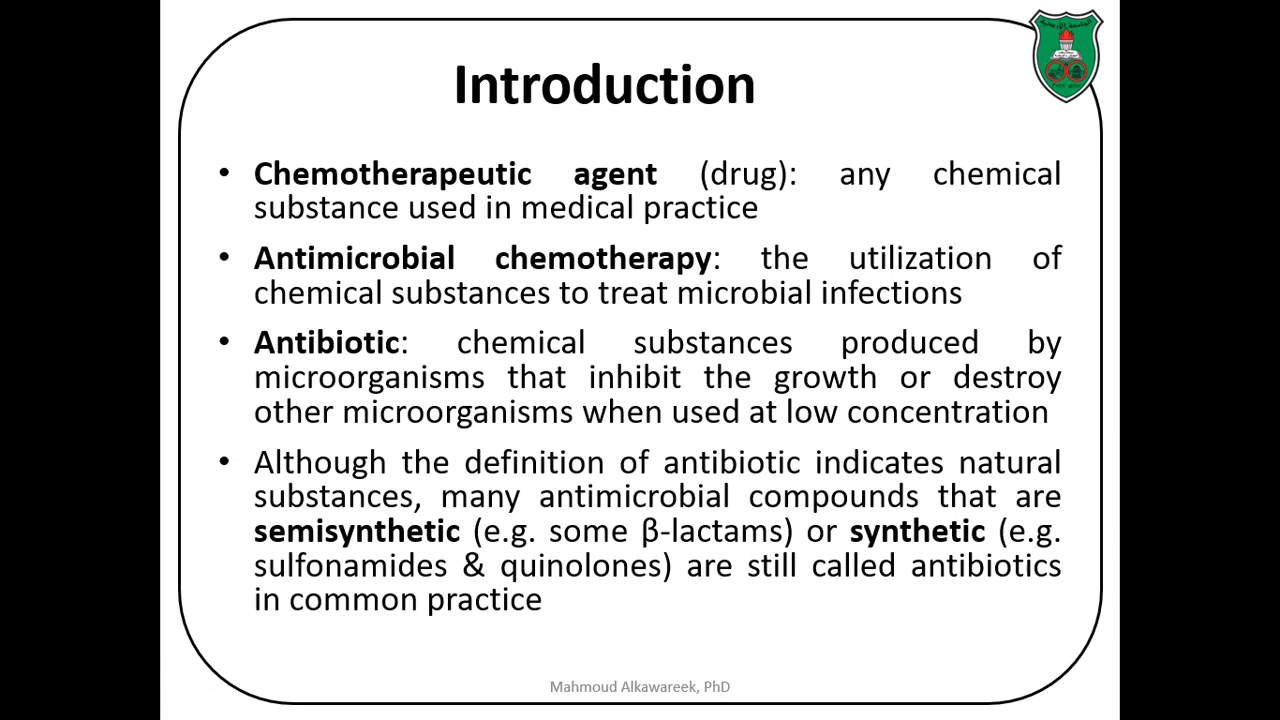 الجامعة الأردنية
Introduction
• Chemotherapeutic agent (drug): any chemical
substance used in medical practice
• Antimicrobial chemotherapy: the utilization of
chemical substances to treat microbial infections
• Antibiotic: chemical substances produced by
microorganisms that inhibit the growth or destroy
other microorganisms when used at low concentration
• Although the definition of antibiotic indicates natural
substances, many antimicrobial compounds that are
semisynthetic (e.g. some β-lactams) or synthetic (e.g.
sulfonamides & quinolones) are still called antibiotics
in common practice
Mahmoud Alkawareek, PhD